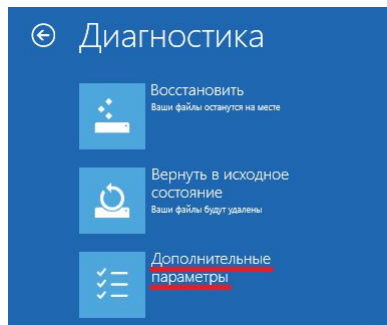 Диагностика
Восстановить
Ваши файлы останутся на месте
Вернуть в исходное
состояние
Ваши файлы будут удалены
Дополнительные
параметры